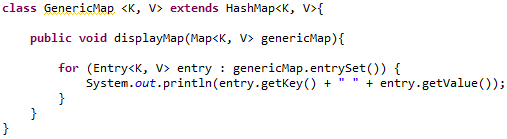 class GenericMap <K, V> extends HashMap<K, V>{
public void displayMap(Map<K, V> genericMap){
for (Entry<K, V> entry : genericMap.entrySet()) {
System.out.println(entry.getKey() + " " + entry.getValue());
}
}
}